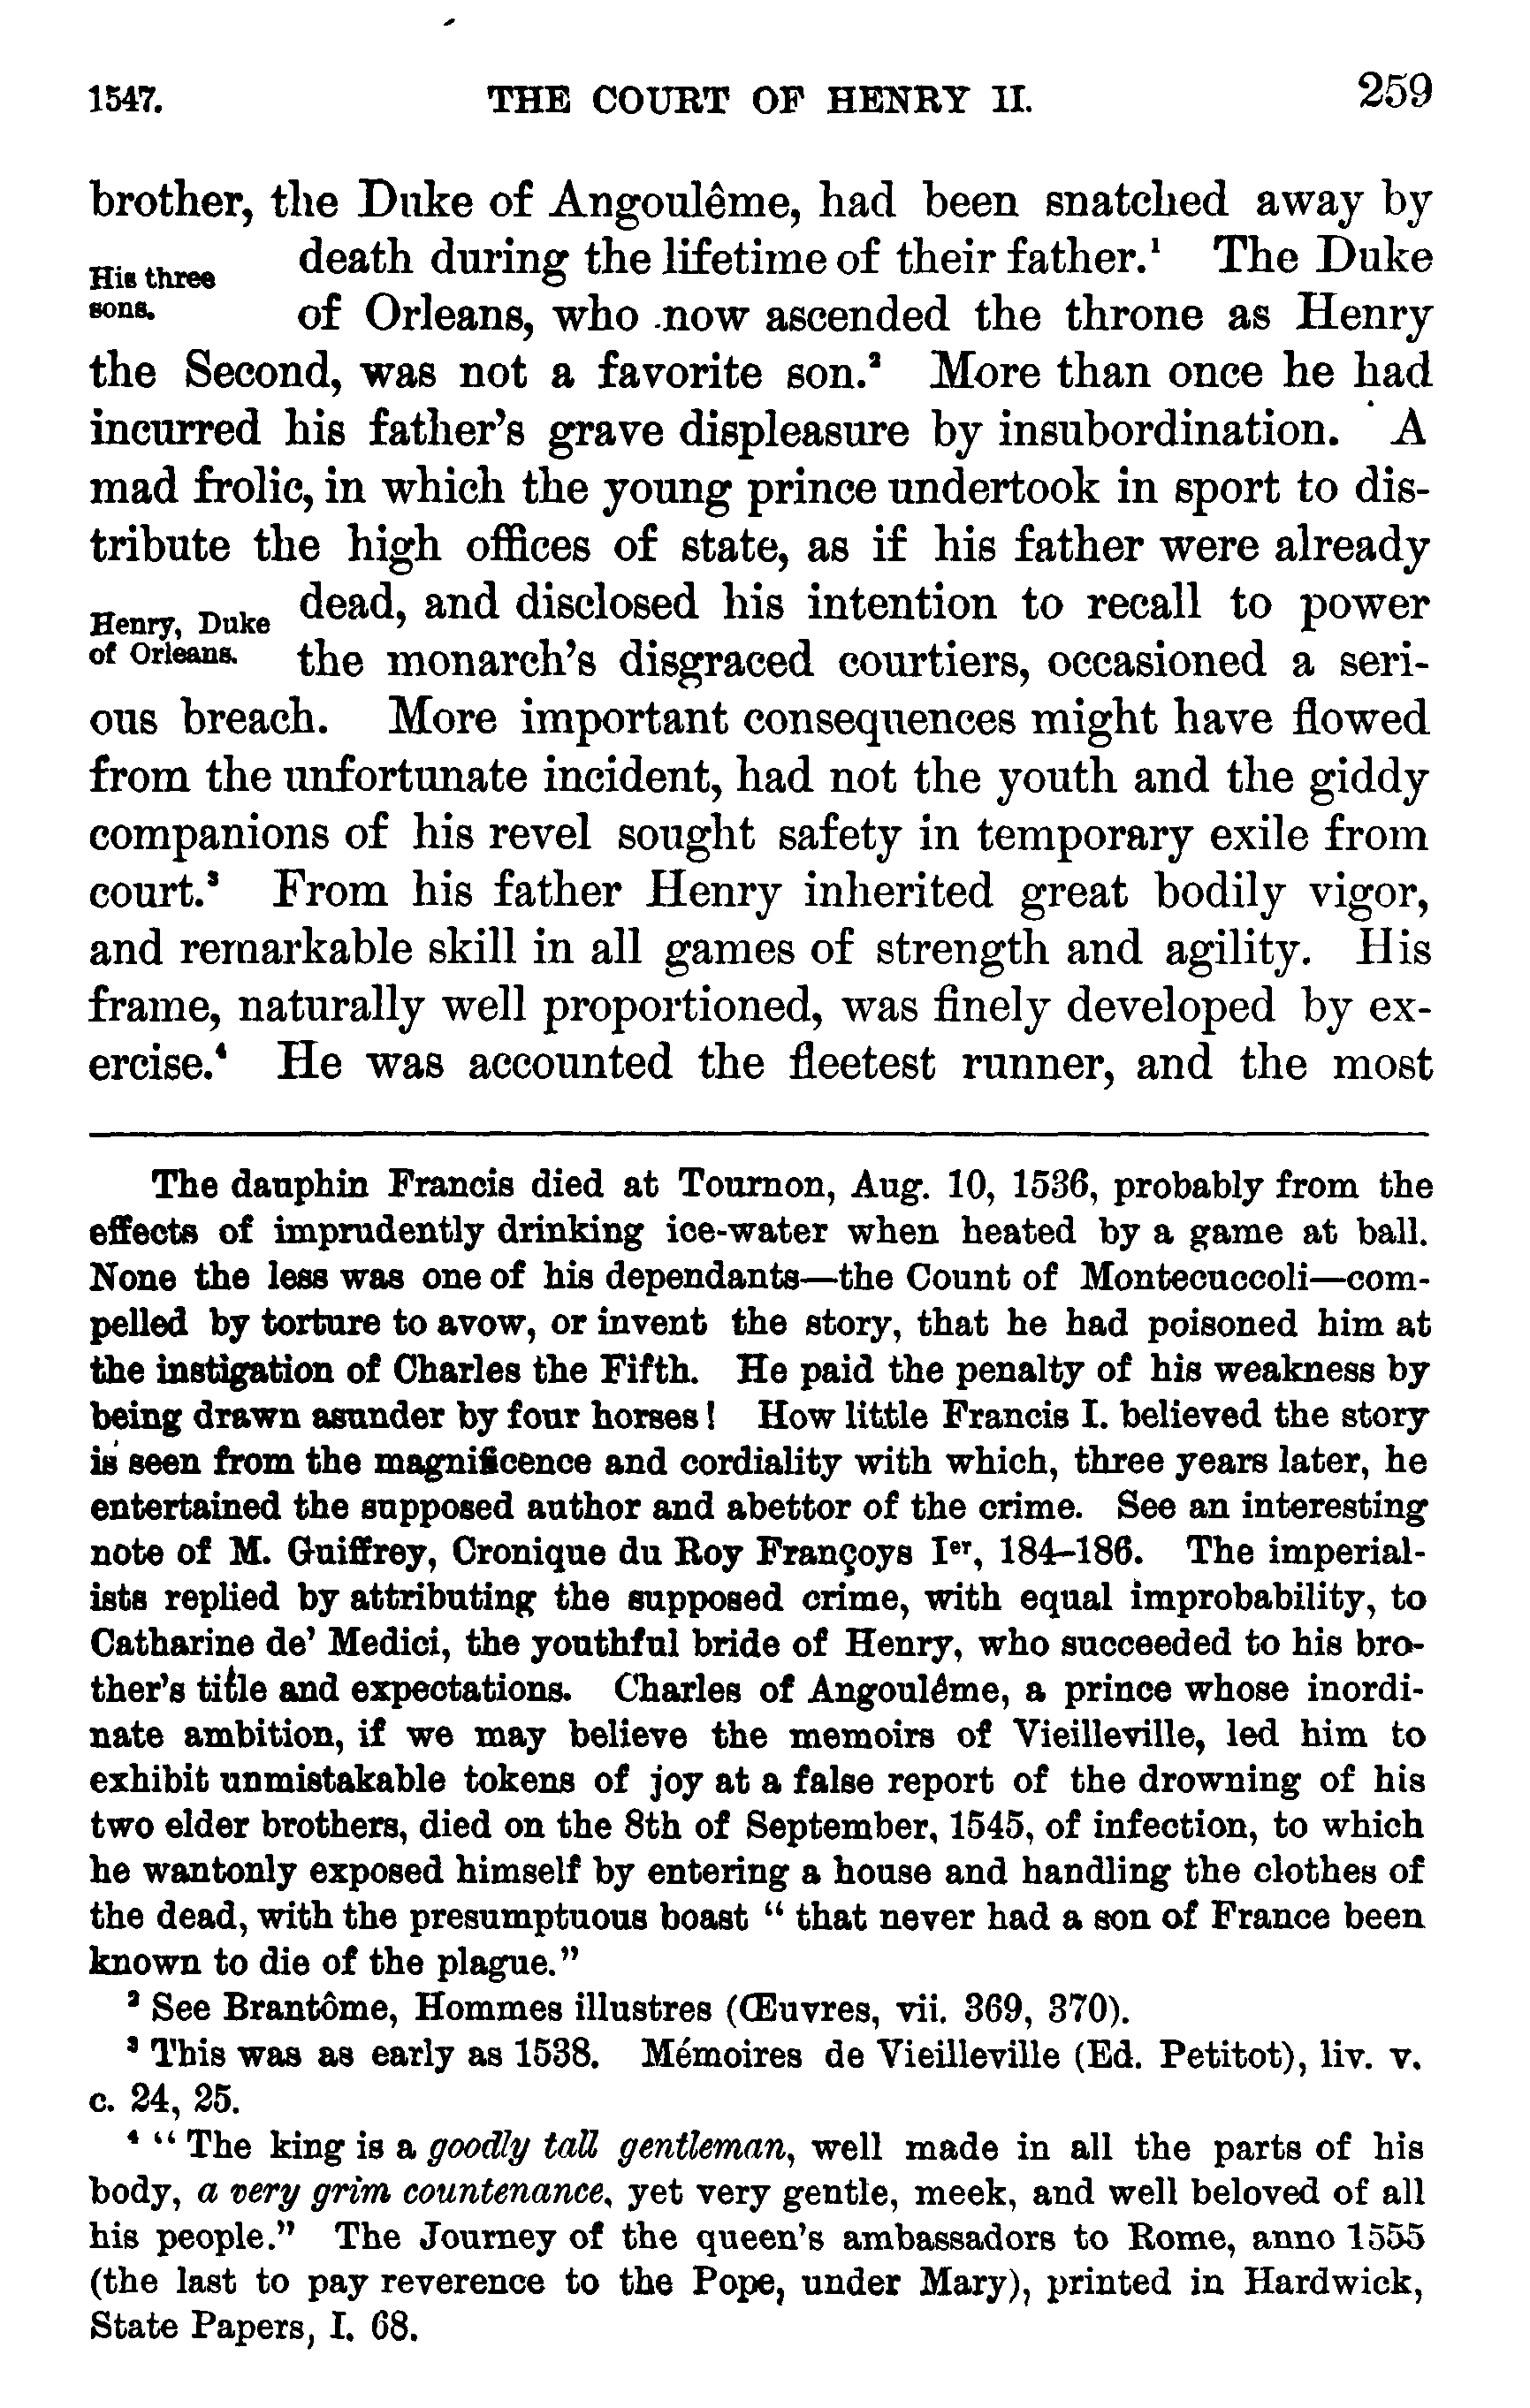 1547. THE COURT OF HENRY II. 259
brother, the Duke of Angoulême, had been snatched away by
His three
sons.
death during the lifetime of their father.¹ The Duke
of Orleans, who now ascended the throne as Henry
the Second, was not a favorite son.² More than once he had
incurred his father's grave displeasure by insubordination. A
mad frolic, in which the young prince undertook in sport to dis-
tribute the high offices of state, as if his father were already
Henry, Duke
of Orleans.
dead, and disclosed his intention to recall to power
the monarch's disgraced courtiers, occasioned a seri-
ous breach. More important consequences might have flowed
from the unfortunate incident, had not the youth and the giddy
companions of his revel sought safety in temporary exile from
court.³ From his father Henry inherited great bodily vigor,
and remarkable skill in all games of strength and agility. His
frame, naturally well proportioned, was finely developed by ex-
ercise.⁴ He was accounted the fleetest runner, and the most
The dauphin Francis died at Tournon, Aug. 10, 1536, probably from the
effects of imprudently drinking ice-water when heated by a game at ball.
None the less was one of his dependants—the Count of Montecuccoli—com-
pelled by torture to avow, or invent the story, that he had poisoned him at
the instigation of Charles the Fifth. He paid the penalty of his weakness by
being drawn asunder by four horses! How little Francis I. believed the story
is seen from the magnificence and cordiality with which, three years later, he
entertained the supposed author and abettor of the crime. See an interesting
note of M. Guiffrey, Cronique du Roy Françoys Iᵉʳ, 184–186. The imperial-
ists replied by attributing the supposed crime, with equal improbability, to
Catharine de' Medici, the youthful bride of Henry, who succeeded to his bro-
ther's title and expectations. Charles of Angoulême, a prince whose inordi-
nate ambition, if we may believe the memoirs of Vieilleville, led him to
exhibit unmistakable tokens of joy at a false report of the drowning of his
two elder brothers, died on the 8th of September, 1545, of infection, to which
he wantonly exposed himself by entering a house and handling the clothes of
the dead, with the presumptuous boast "that never had a son of France been
known to die of the plague."
² See Brantôme, Hommes illustres (Œuvres, vii. 369, 370).
³ This was as early as 1538. Mémoires de Vieilleville (Ed. Petitot), liv. v.
c. 24, 25.
⁴ "The king is a goodly tall gentleman, well made in all the parts of his
body, a very grim countenance, yet very gentle, meek, and well beloved of all
his people." The Journey of the queen's ambassadors to Rome, anno 1555
(the last to pay reverence to the Pope, under Mary), printed in Hardwick,
State Papers, I. 68.